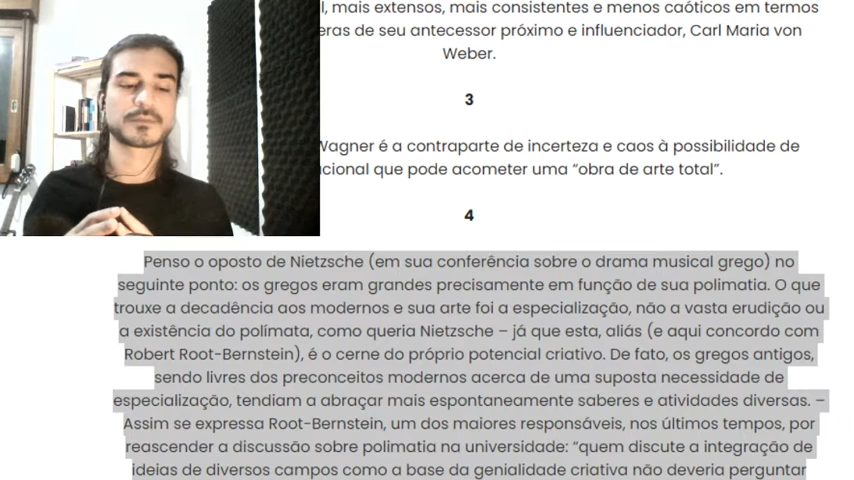 l, mais extensos, mais consistentes e menos caóticos em termos
eras de seu antecessor próximo e influenciador, Carl Maria von
Weber.
3
Wagner é a contraparte de incerteza e caos à possibilidade de
cional que pode acometer uma “obra de arte total”.
4
Penso o oposto de Nietzsche (em sua conferência sobre o drama musical grego) no
seguinte ponto: os gregos eram grandes precisamente em função de sua polimatia. O que
trouxe a decadência aos modernos e sua arte foi a especialização, não a vasta erudição ou
a existência do polímata, como queria Nietzsche – já que esta, aliás (e aqui concordo com
Robert Root-Bernstein), é o cerne do próprio potencial criativo. De fato, os gregos antigos,
sendo livres dos preconceitos modernos acerca de uma suposta necessidade de
especialização, tendiam a abraçar mais espontaneamente saberes e atividades diversas. –
Assim se expressa Root-Bernstein, um dos maiores responsáveis, nos últimos tempos, por
reascender a discussão sobre polimatia na universidade: “quem discute a integração de
ideias de diversos campos como a base da genialidade criativa não deveria perguntar